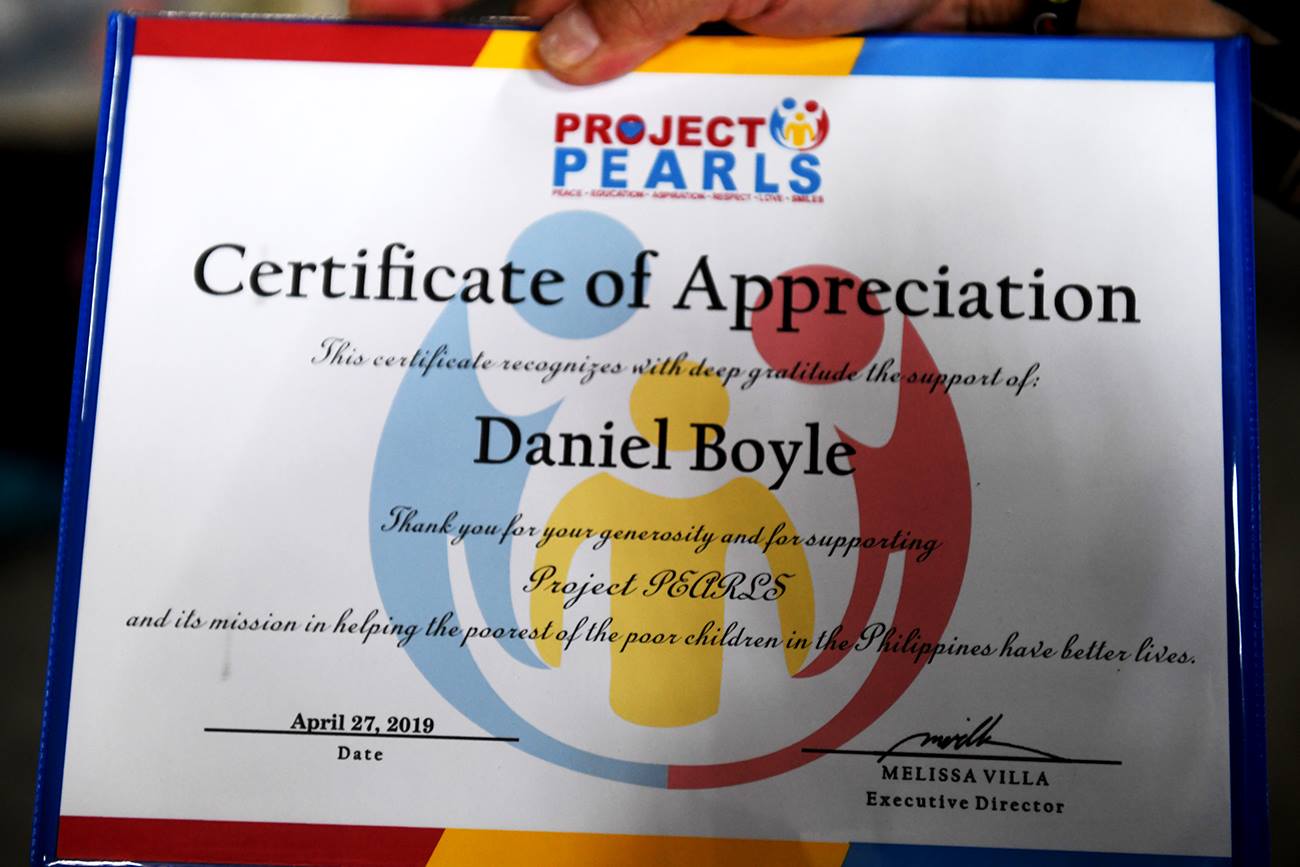 PROJECT
PEARLS
PEACE - EDUCATION - ASPIRATION - RESPECT - LOVE - SMILES
Certificate of Appreciation
This certificate recognizes with deep gratitude the support of:
Daniel Boyle
Thank you for your generosity and for supporting
Project PEARLS
and its mission in helping the poorest of the poor children in the Philippines have better lives.
April 27, 2019
Date
MELISSA VILLA
Executive Director